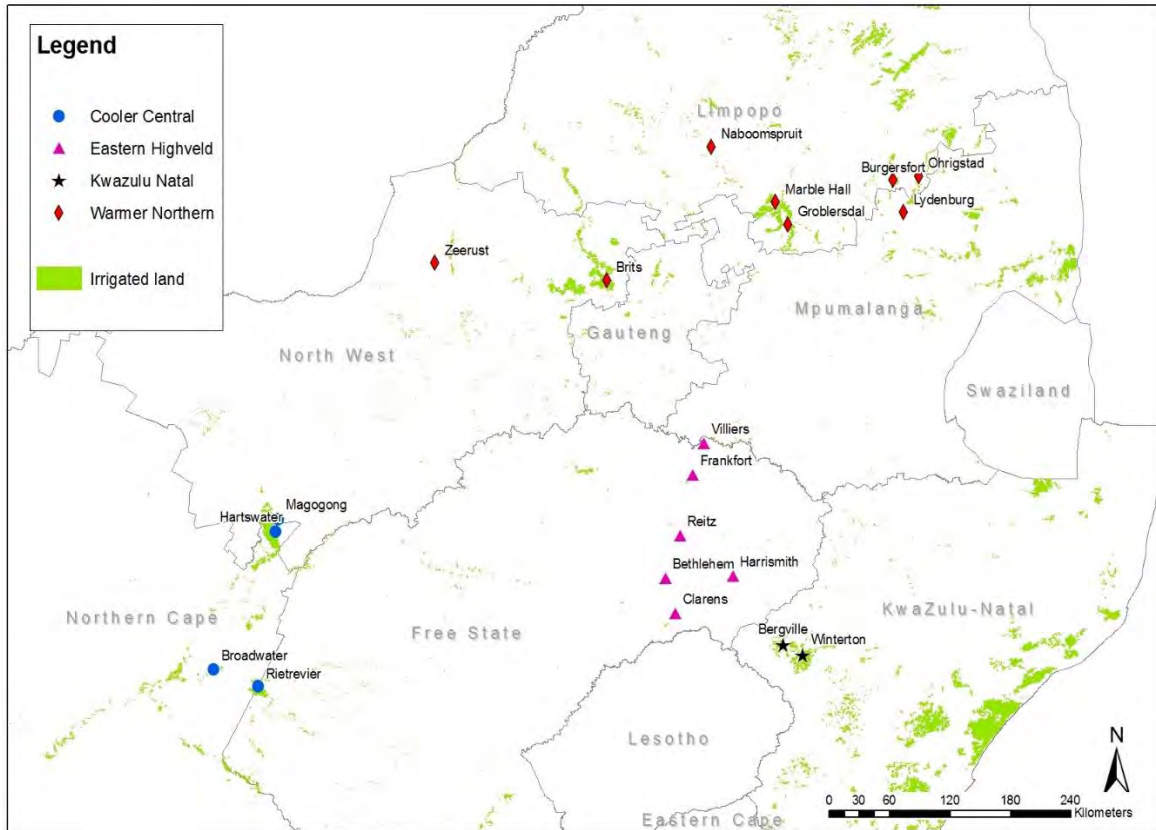 Legend
Cooler Central
Eastern Highveld
Kwazulu Natal
Warmer Northern
Irrigated land
Limpopo
Naboomspruit
Burgersfort
Ohrigstad
Marble Hall
Lydenburg
Groblersdal
Zeerust
Brits
Mpumalanga
Gauteng
North West
Swaziland
Villiers
Frankfort
Magogong
Hartswater
Reitz
Bethlehem
Harrismith
Clarens
KwaZulu-Natal
Northern Cape
Free State
Bergville
Winterton
Broadwater
Rietrevier
Lesotho
N
Eastern Cape
0 30 60 120 180 240
Kilometers